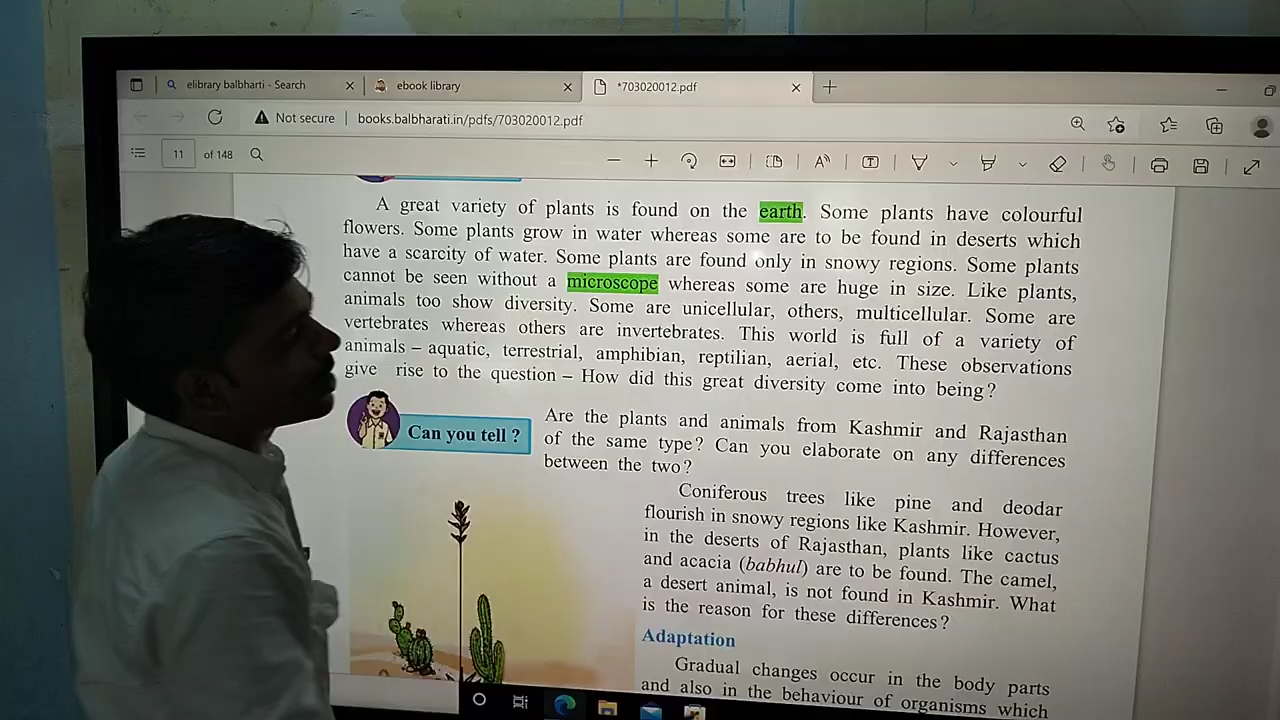 elibrary balbharti - Search
ebook library
*703020012.pdf
Not secure
books.balbharati.in/pdfs/703020012.pdf
11
of 148
A great variety of plants is found on the earth. Some plants have colourful
flowers. Some plants grow in water whereas some are to be found in deserts which
have a scarcity of water. Some plants are found only in snowy regions. Some plants
cannot be seen without a microscope whereas some are huge in size. Like plants,
animals too show diversity. Some are unicellular, others, multicellular. Some are
vertebrates whereas others are invertebrates. This world is full of a variety of
animals – aquatic, terrestrial, amphibian, reptilian, aerial, etc. These observations
give rise to the question – How did this great diversity come into being?
Can you tell ?
Are the plants and animals from Kashmir and Rajasthan
of the same type? Can you elaborate on any differences
between the two?
Coniferous trees like pine and deodar
flourish in snowy regions like Kashmir. However,
in the deserts of Rajasthan, plants like cactus
and acacia (babhul) are to be found. The camel,
a desert animal, is not found in Kashmir. What
is the reason for these differences?
Adaptation
Gradual changes occur in the body parts
and also in the behaviour of organisms which